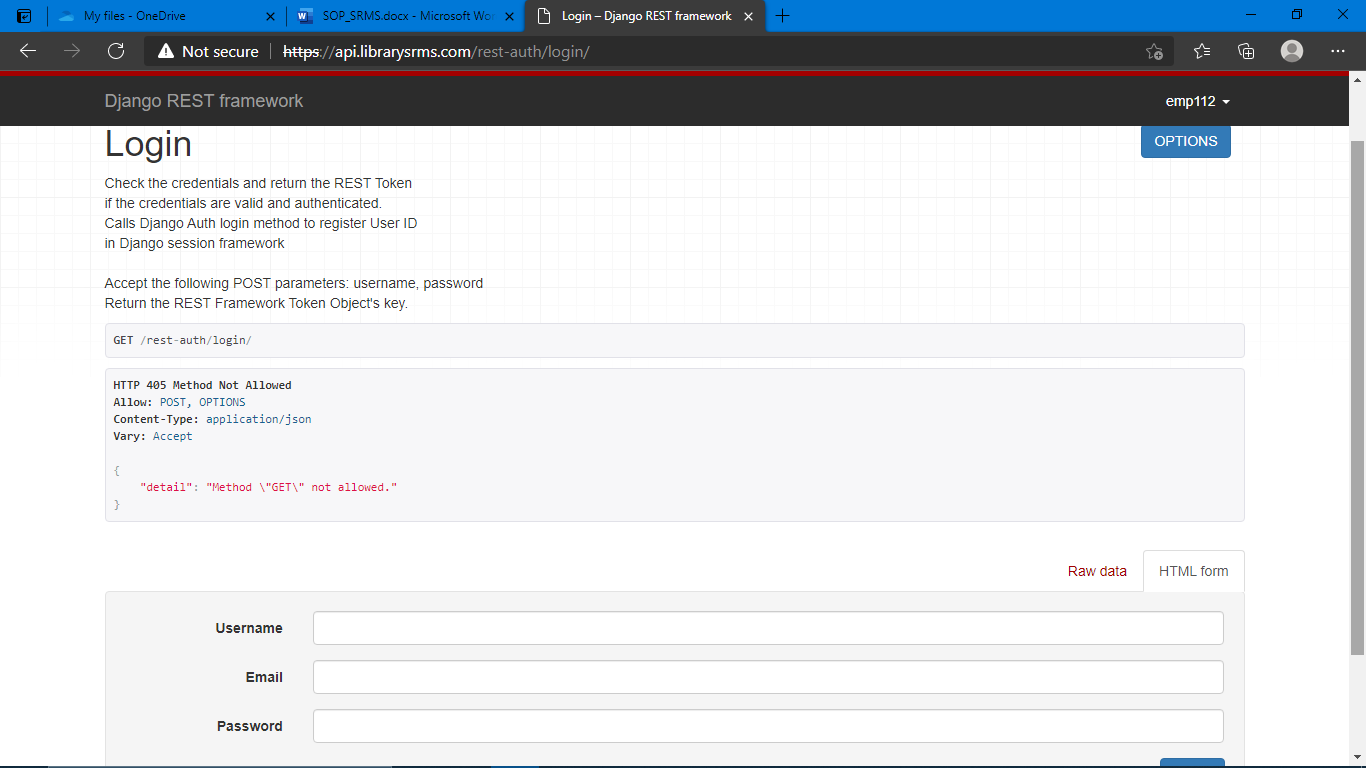 My files - OneDrive
SOP_SRMS.docx - Microsoft Wor
Login – Django REST framework
Not secure
https://api.librarysrms.com/rest-auth/login/
Django REST framework
emp112
Login
OPTIONS
Check the credentials and return the REST Token
if the credentials are valid and authenticated.
Calls Django Auth login method to register User ID
in Django session framework
Accept the following POST parameters: username, password
Return the REST Framework Token Object's key.
GET /rest-auth/login/
HTTP 405 Method Not Allowed
Allow: POST, OPTIONS
Content-Type: application/json
Vary: Accept
{
"detail": "Method \"GET\" not allowed."
}
Raw data
HTML form
Username
Email
Password